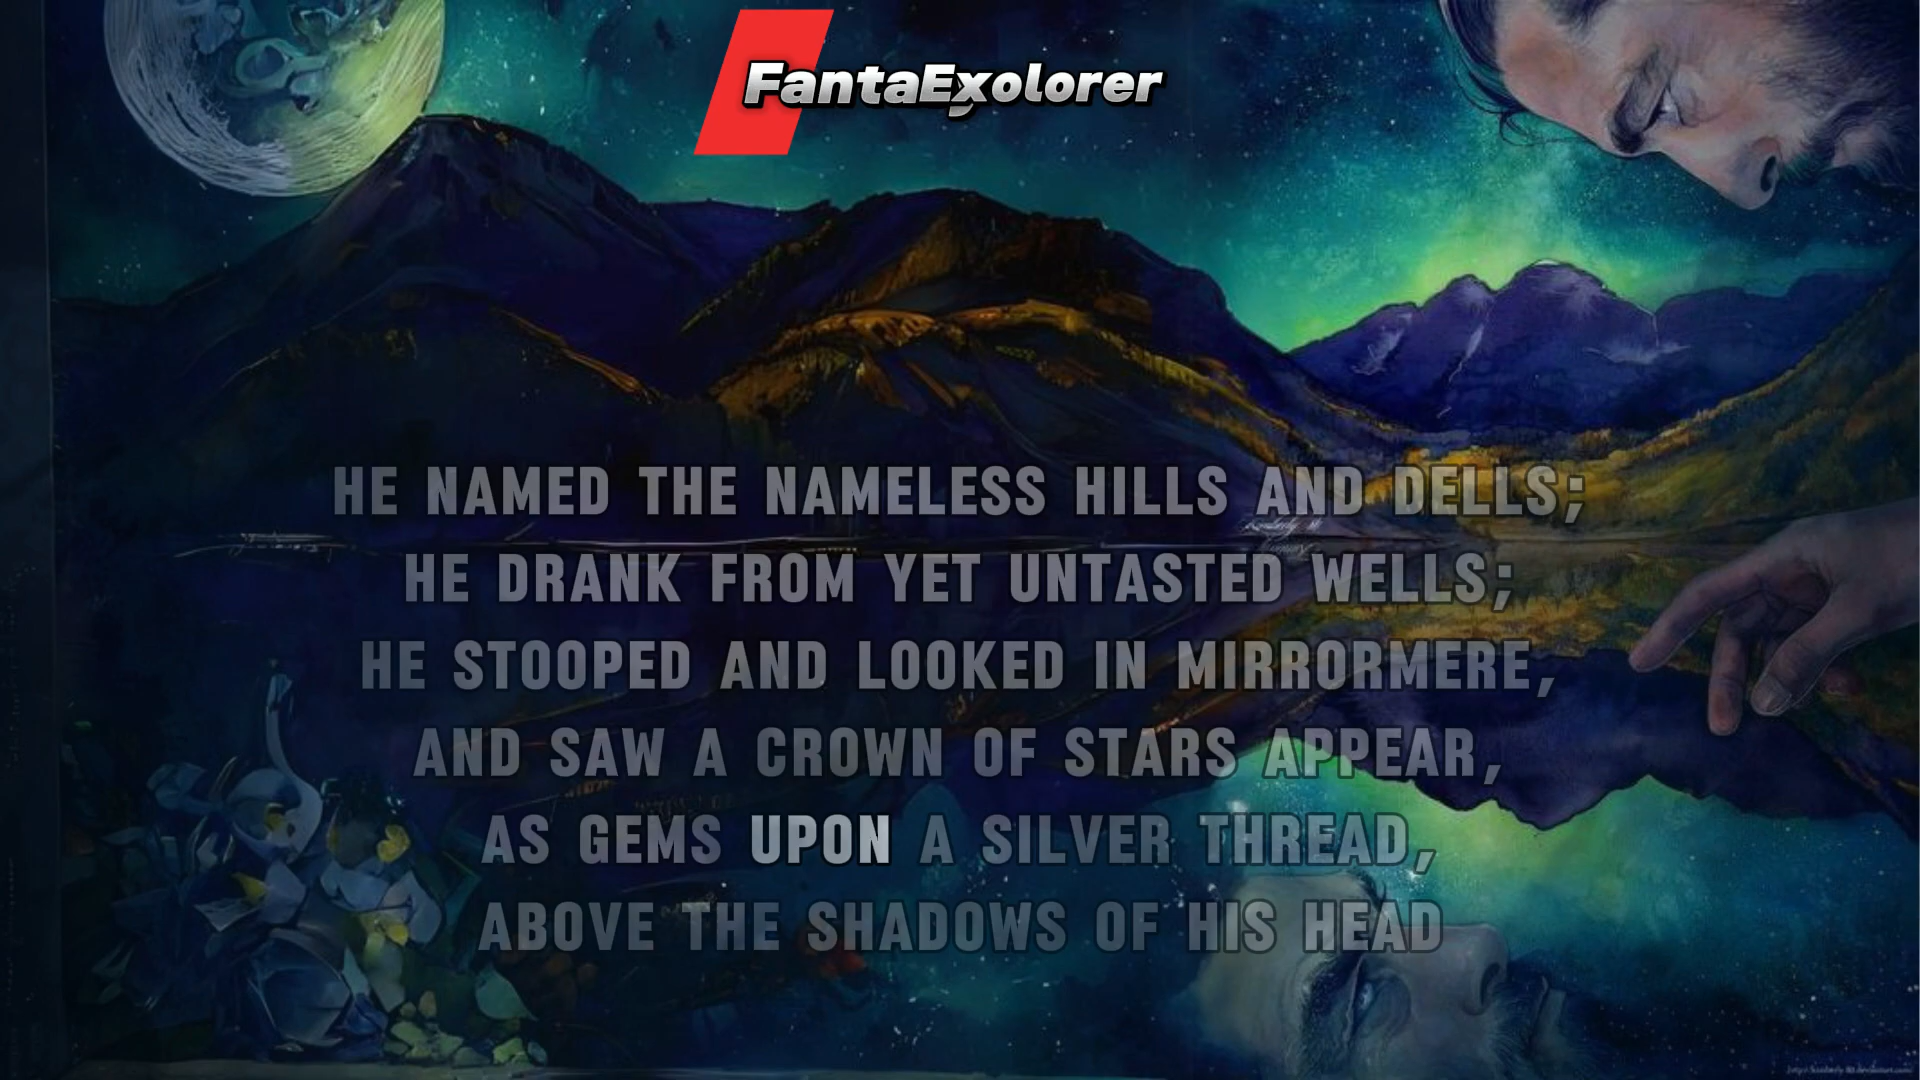 FantaExolorer
HE NAMED THE NAMELESS HILLS AND DELLS;
HE DRANK FROM YET UNTASTED WELLS;
HE STOOPED AND LOOKED IN MIRRORMERE,
AND SAW A CROWN OF STARS APPEAR,
AS GEMS UPON A SILVER THREAD,
ABOVE THE SHADOWS OF HIS HEAD